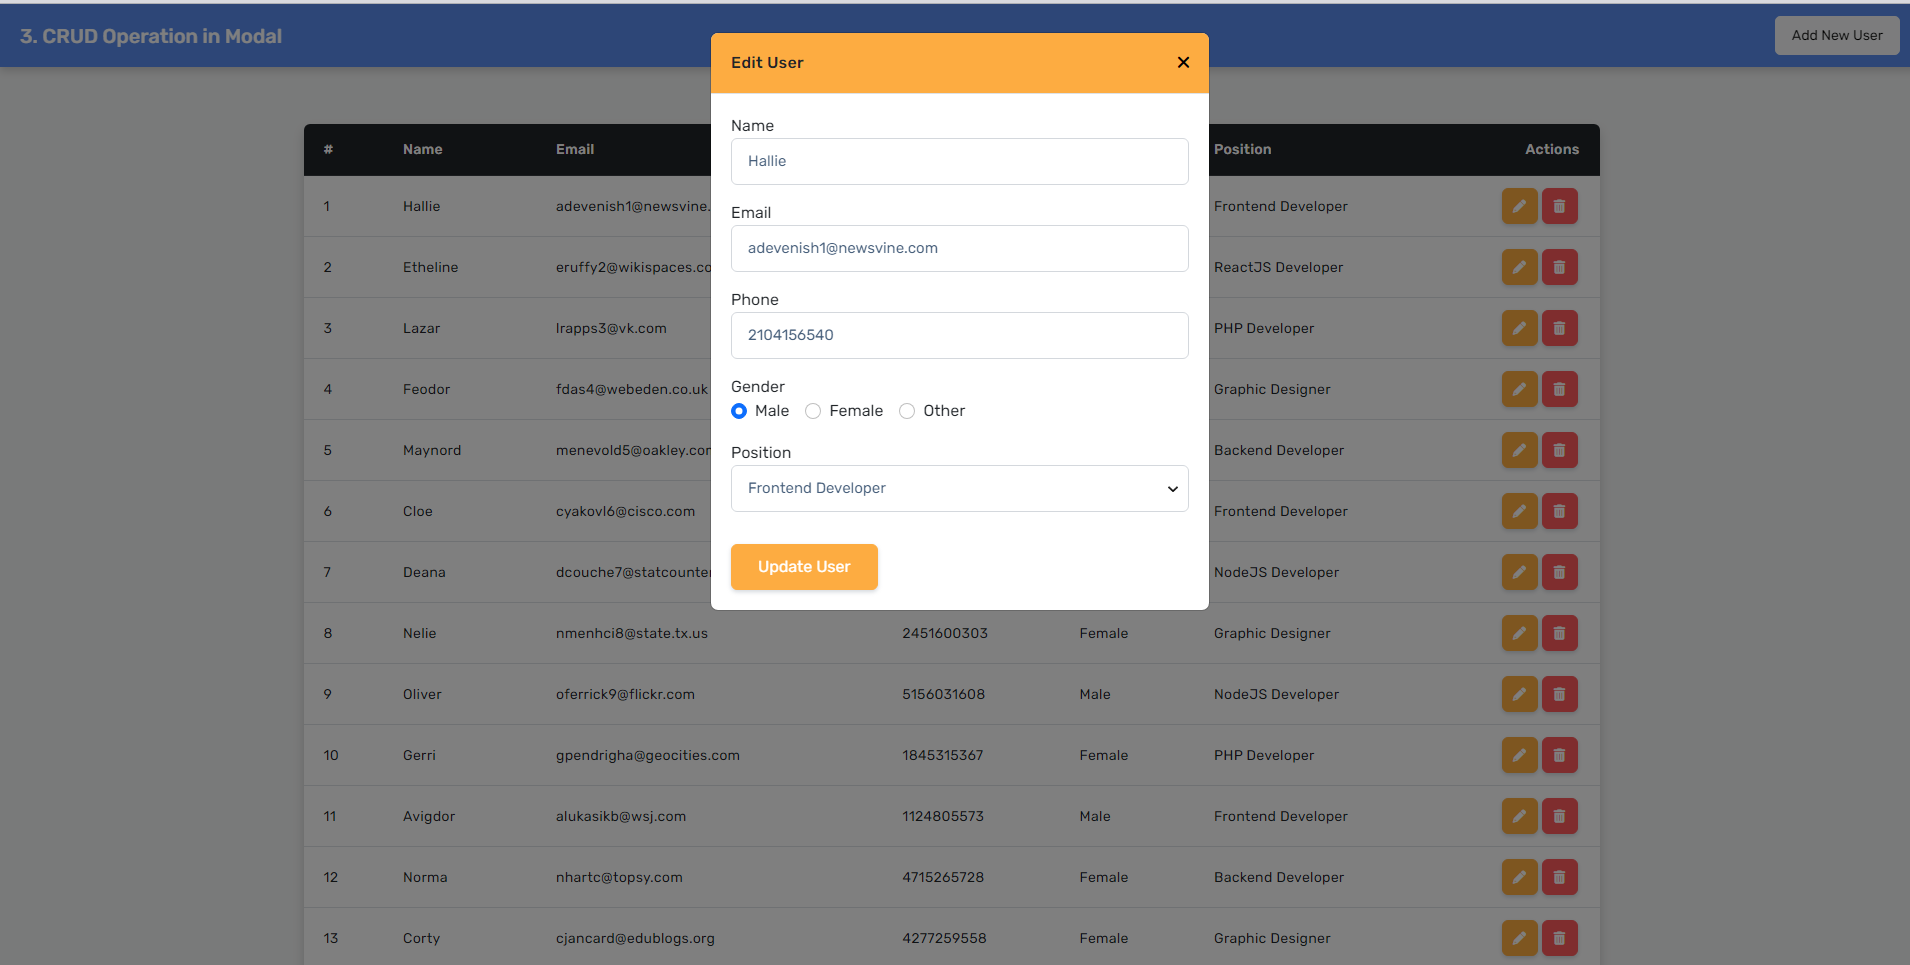 3. CRUD Operation in Modal
Add New User
Edit User
Name
Hallie
Email
adevenish1@newsvine.com
Phone
2104156540
Gender
Male Female Other
Position
Frontend Developer
Update User
# Name Email Position Actions
1 Hallie adevenish1@newsvine. Frontend Developer
2 Etheline eruffy2@wikispaces.co ReactJS Developer
3 Lazar lrapps3@vk.com PHP Developer
4 Feodor fdas4@webeden.co.uk Graphic Designer
5 Maynord menevold5@oakley.com Backend Developer
6 Cloe cyakovl6@cisco.com Frontend Developer
7 Deana dcouche7@statcounter NodeJS Developer
8 Nelie nmenhci8@state.tx.us 2451600303 Female Graphic Designer
9 Oliver oferrick9@flickr.com 5156031608 Male NodeJS Developer
10 Gerri gpendrigha@geocities.com 1845315367 Female PHP Developer
11 Avigdor alukasikb@wsj.com 1124805573 Male Frontend Developer
12 Norma nhartc@topsy.com 4715265728 Female Backend Developer
13 Corty cjancard@edublogs.org 4277259558 Female Graphic Designer